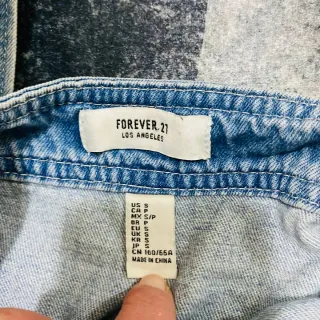 FOREVER 21
LOS ANGELES
US S
CA P
MX S/P
BR P
EU S
UK S
KR S
JP S
CN 160/66A
MADE IN CHINA